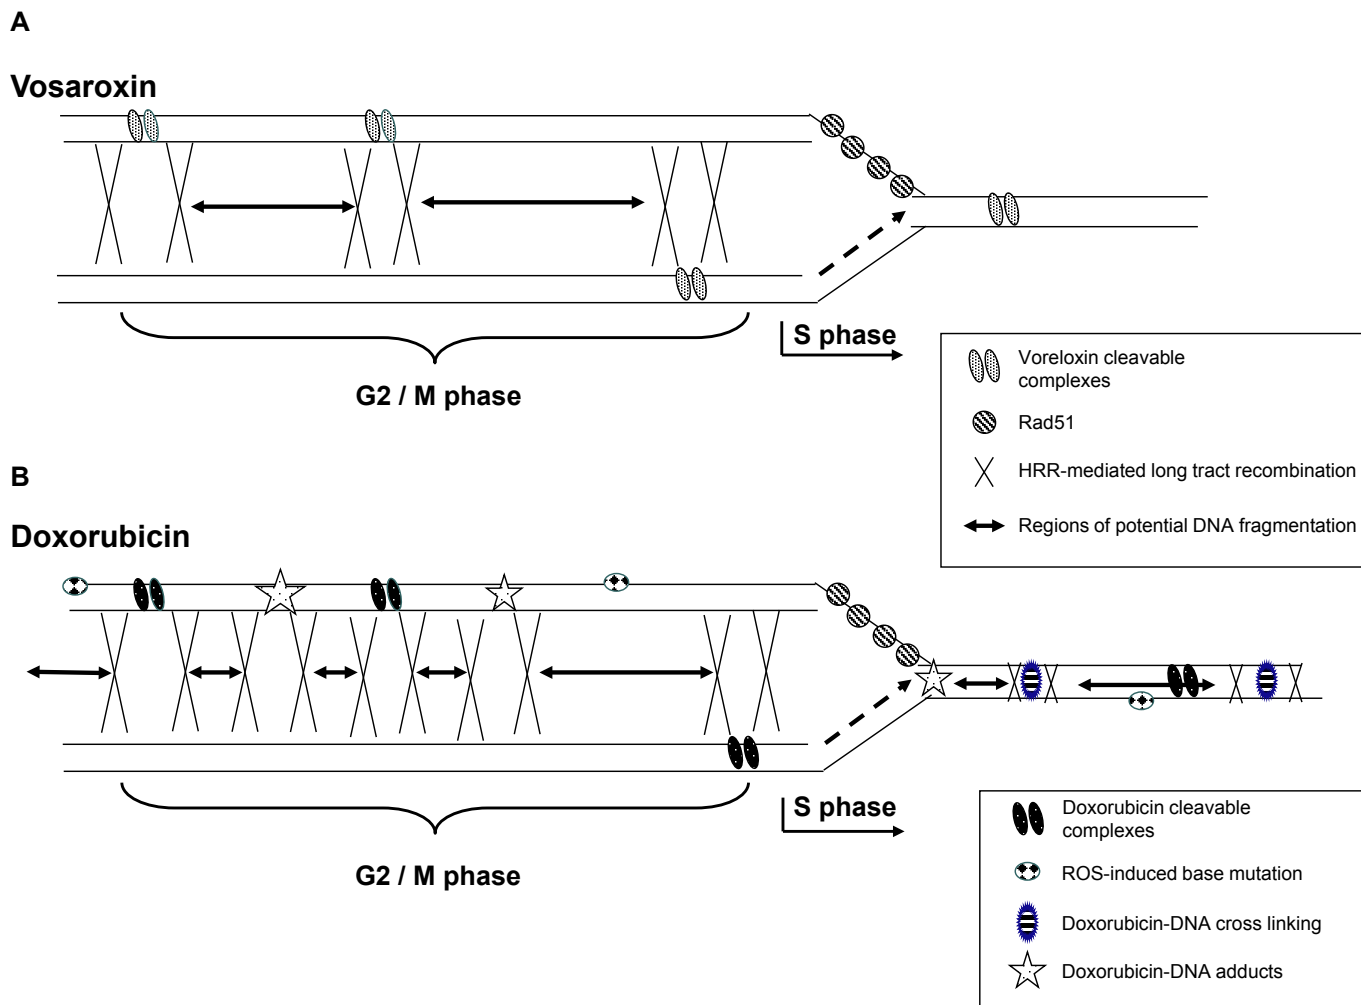 A
Vosaroxin
S phase
G2 / M phase
Voreloxin cleavable
complexes
Rad51
HRR-mediated long tract recombination
Regions of potential DNA fragmentation
B
Doxorubicin
S phase
G2 / M phase
Doxorubicin cleavable
complexes
ROS-induced base mutation
Doxorubicin-DNA cross linking
Doxorubicin-DNA adducts